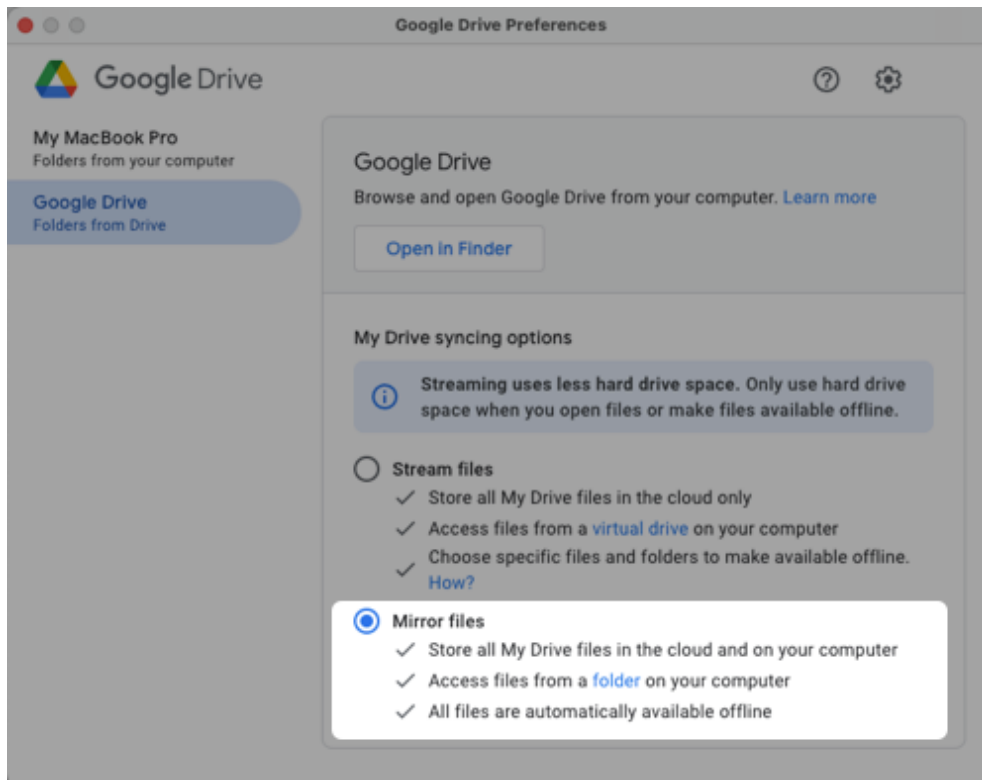 Google Drive Preferences
Google Drive
My MacBook Pro
Folders from your computer
Google Drive
Folders from Drive
Google Drive
Browse and open Google Drive from your computer. Learn more
Open in Finder
My Drive syncing options
Streaming uses less hard drive space. Only use hard drive
space when you open files or make files available offline.
Stream files
Store all My Drive files in the cloud only
Access files from a virtual drive on your computer
Choose specific files and folders to make available offline.
How?
Mirror files
Store all My Drive files in the cloud and on your computer
Access files from a folder on your computer
All files are automatically available offline